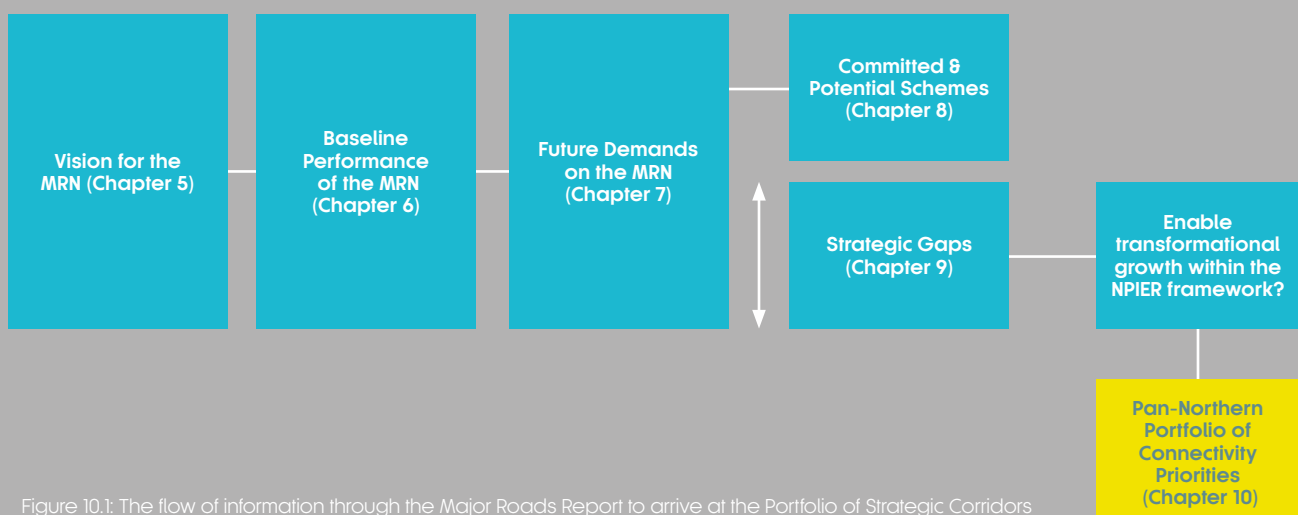 Vision for the
MRN (Chapter 5)
Baseline
Performance
of the MRN
(Chapter 6)
Future Demands
on the MRN
(Chapter 7)
Committed &
Potential Schemes
(Chapter 8)
Strategic Gaps
(Chapter 9)
Enable
transformational
growth within the
NPIER framework?
Pan-Northern
Portfolio of
Connectivity
Priorities
(Chapter 10)
Figure 10.1: The flow of information through the Major Roads Report to arrive at the Portfolio of Strategic Corridors